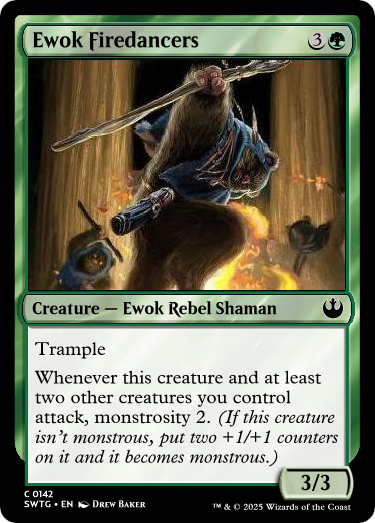 Ewok Firedancers 3
Creature — Ewok Rebel Shaman
Trample
Whenever this creature and at least
two other creatures you control
attack, monstrosity 2. (If this creature
isn't monstrous, put two +1/+1 counters
on it and it becomes monstrous.)
3/3
C 0142
SWTG • EN Drew Baker
™ & © 2025 Wizards of the Coast